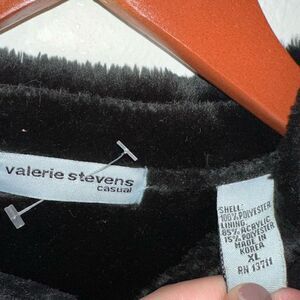 valerie stevens
casual
SHELL:
100% POLYESTER
LINING:
85% ACRYLIC
15% POLYESTER
MADE IN
KOREA
XL
RN 13711